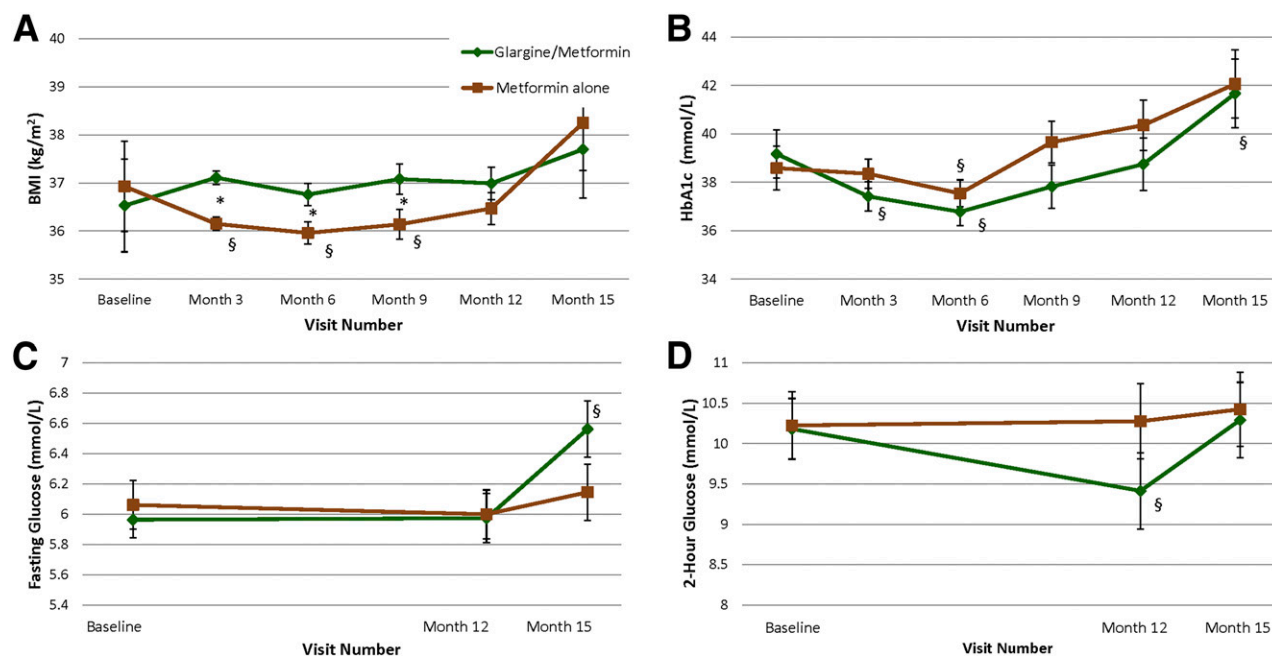 A
40
39
38
37
36
35
BMI (kg/m²)
Glargine/Metformin
Metformin alone
*
*
*
§
§
§
Baseline Month 3 Month 6 Month 9 Month 12 Month 15
Visit Number
B
44
42
40
38
36
34
HbA1c (mmol/L)
§
§
§
§
Baseline Month 3 Month 6 Month 9 Month 12 Month 15
Visit Number
C
7
6.8
6.6
6.4
6.2
6
5.8
5.6
5.4
Fasting Glucose (mmol/L)
§
Baseline Month 12 Month 15
Visit Number
D
11
10.5
10
9.5
9
8.5
8
2-Hour Glucose (mmol/L)
§
Baseline Month 12 Month 15
Visit Number